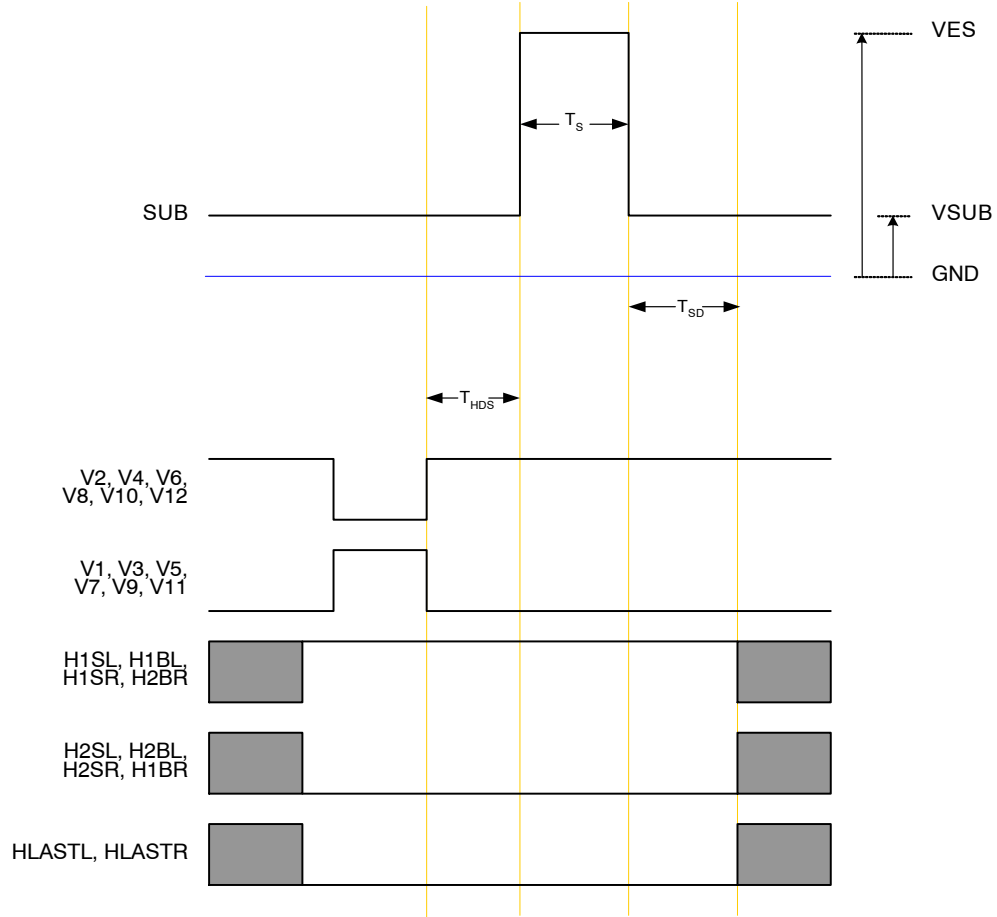 VES
T_S
SUB
VSUB
GND
T_SD
T_HDS
V2, V4, V6,
V8, V10, V12
V1, V3, V5,
V7, V9, V11
H1SL, H1BL,
H1SR, H2BR
H2SL, H2BL,
H2SR, H1BR
HLASTL, HLASTR